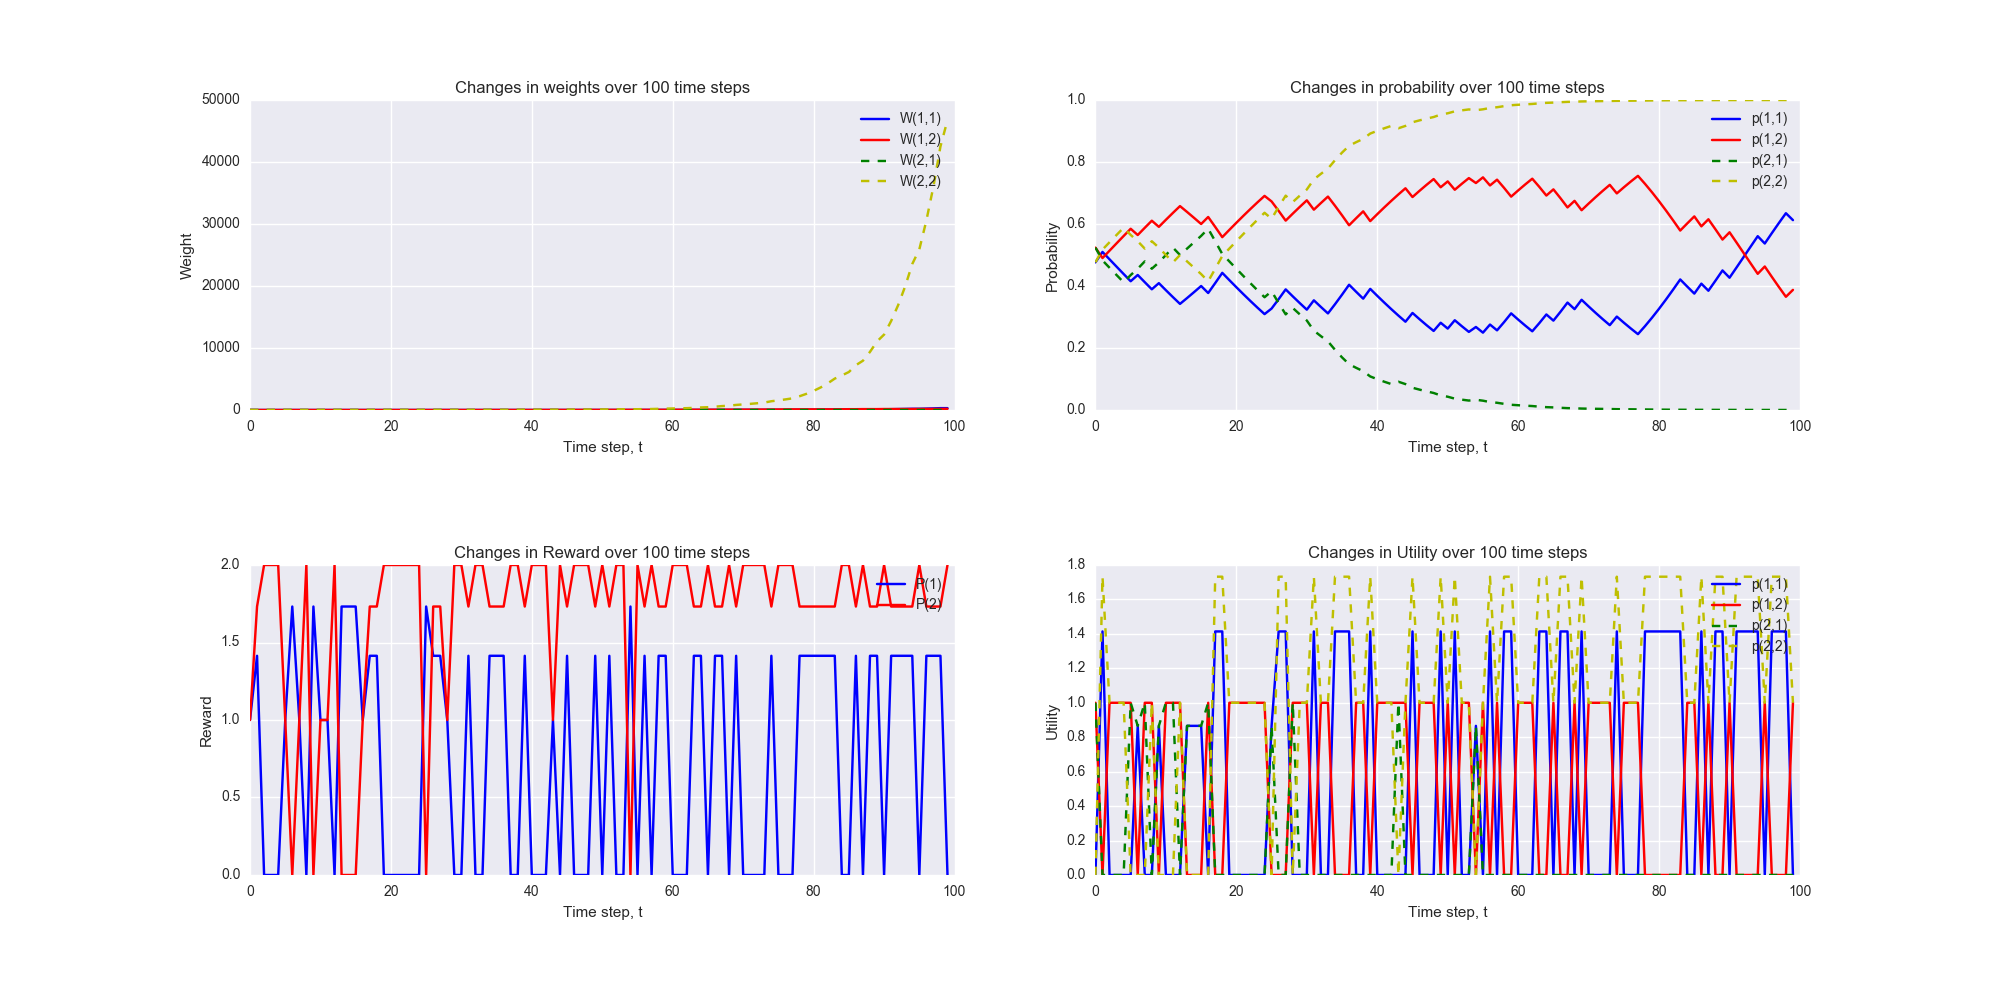 Changes in weights over 100 time steps
50000
40000
30000
20000
10000
0
Weight
W(1,1)
W(1,2)
W(2,1)
W(2,2)
0 20 40 60 80 100
Time step, t
Changes in probability over 100 time steps
1.0
0.8
0.6
0.4
0.2
0.0
Probability
p(1,1)
p(1,2)
p(2,1)
p(2,2)
0 20 40 60 80 100
Time step, t
Changes in Reward over 100 time steps
2.0
1.5
1.0
0.5
0.0
Reward
P(1)
P(2)
0 20 40 60 80 100
Time step, t
Changes in Utility over 100 time steps
1.8
1.6
1.4
1.2
1.0
0.8
0.6
0.4
0.2
0.0
Utility
p(1,1)
p(1,2)
p(2,1)
p(2,2)
0 20 40 60 80 100
Time step, t